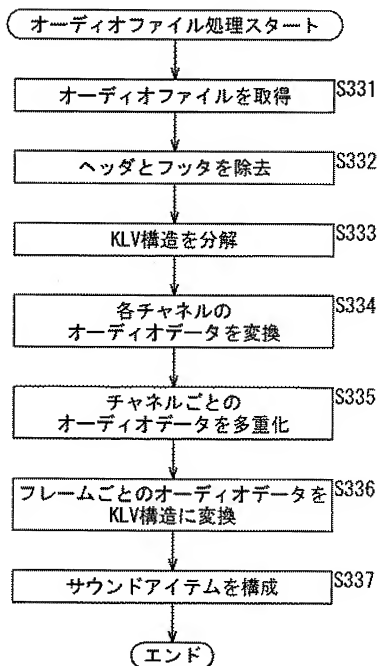 オーディオファイル処理スタート
オーディオファイルを取得
S331
ヘッダとフッタを除去
S332
KLV構造を分解
S333
各チャネルの
オーディオデータを変換
S334
チャネルごとの
オーディオデータを多重化
S335
フレームごとのオーディオデータを
KLV構造に変換
S336
サウンドアイテムを構成
S337
エンド